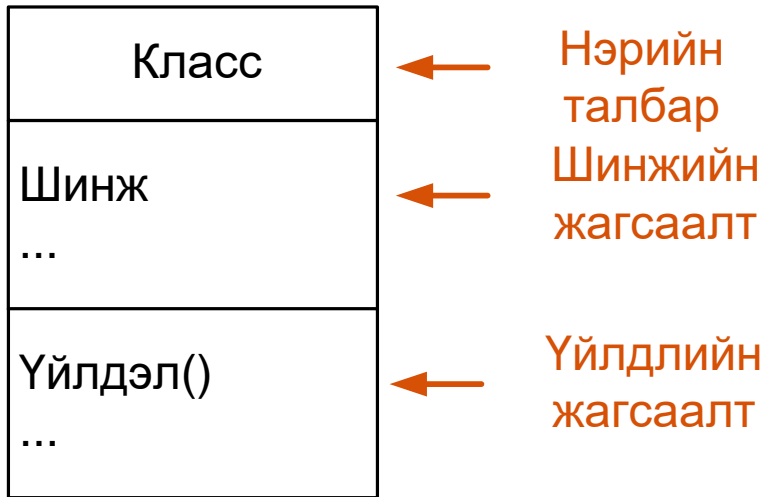 Класс
Нэрийн
талбар
Шинж
...
Шинжийн
жагсаалт
Үйлдэл()
...
Үйлдлийн
жагсаалт